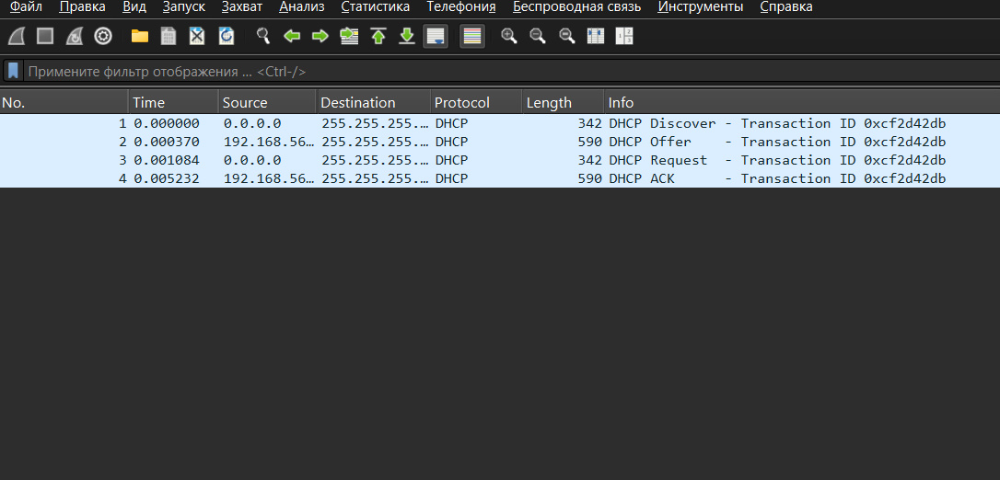 Файл Правка Вид Запуск Захват Анализ Статистика Телефония Беспроводная связь Инструменты Справка
Примените фильтр отображения ... <Ctrl-/>
No. Time Source Destination Protocol Length Info
1 0.000000 0.0.0.0 255.255.255.… DHCP 342 DHCP Discover - Transaction ID 0xcf2d42db
2 0.000370 192.168.56… 255.255.255.… DHCP 590 DHCP Offer - Transaction ID 0xcf2d42db
3 0.001084 0.0.0.0 255.255.255.… DHCP 342 DHCP Request - Transaction ID 0xcf2d42db
4 0.005232 192.168.56… 255.255.255.… DHCP 590 DHCP ACK - Transaction ID 0xcf2d42db